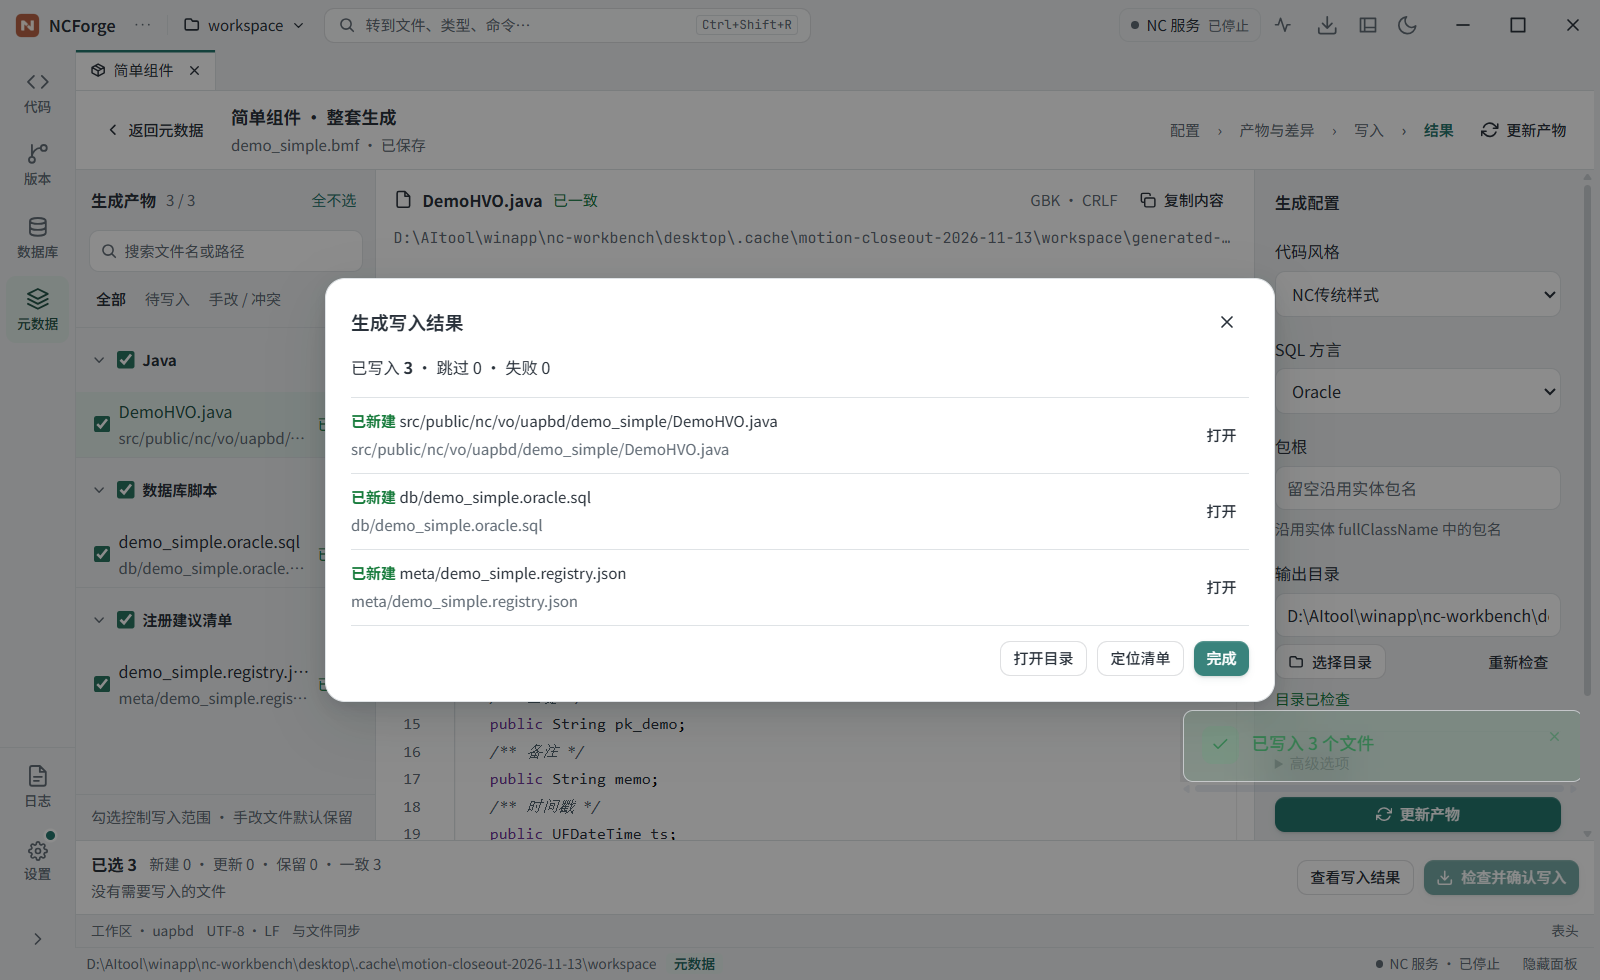 NCForge ··· workspace 转到文件、类型、命令··· Ctrl+Shift+R NC 服务 已停止
简单组件
代码
版本
数据库
元数据
日志
设置
返回元数据
简单组件 • 整套生成
demo_simple.bmf • 已保存
配置 › 产物与差异 › 写入 › 结果 更新产物
生成产物 3 / 3 全不选
搜索文件名或路径
全部 待写入 手改 / 冲突
Java
DemoHVO.java
src/public/nc/vo/uapbd/···
数据库脚本
demo_simple.oracle.sql
db/demo_simple.oracle.···
注册建议清单
demo_simple.registry.j···
meta/demo_simple.regis···
勾选控制写入范围 • 手改文件默认保留
DemoHVO.java 已一致 GBK • CRLF 复制内容
D:\AItool\winapp\nc-workbench\desktop\.cache\motion-closeout-2026-11-13\workspace\generated-…
生成写入结果
已写入 3 • 跳过 0 • 失败 0
已新建 src/public/nc/vo/uapbd/demo_simple/DemoHVO.java
src/public/nc/vo/uapbd/demo_simple/DemoHVO.java
打开
已新建 db/demo_simple.oracle.sql
db/demo_simple.oracle.sql
打开
已新建 meta/demo_simple.registry.json
meta/demo_simple.registry.json
打开
打开目录 定位清单 完成
15 public String pk_demo;
16 /** 备注 */
17 public String memo;
18 /** 时间戳 */
19 public UFDateTime ts;
生成配置
代码风格
NC传统样式
SQL 方言
Oracle
包根
留空沿用实体包名
沿用实体 fullClassName 中的包名
输出目录
D:\AItool\winapp\nc-workbench\de
选择目录 重新检查
目录已检查
已写入 3 个文件
高级选项
更新产物
已选 3 新建 0 • 更新 0 • 保留 0 • 一致 3
没有需要写入的文件
查看写入结果 检查并确认写入
工作区 • uapbd UTF-8 • LF 与文件同步 表头
D:\AItool\winapp\nc-workbench\desktop\.cache\motion-closeout-2026-11-13\workspace 元数据 NC 服务 • 已停止 隐藏面板